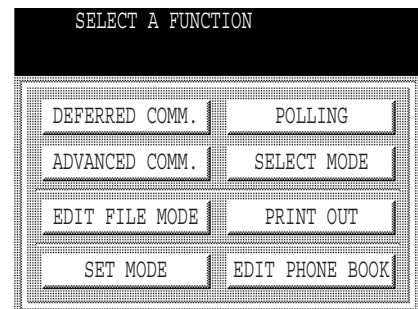 SELECT A FUNCTION
DEFERRED COMM. POLLING
ADVANCED COMM. SELECT MODE
EDIT FILE MODE PRINT OUT
SET MODE EDIT PHONE BOOK